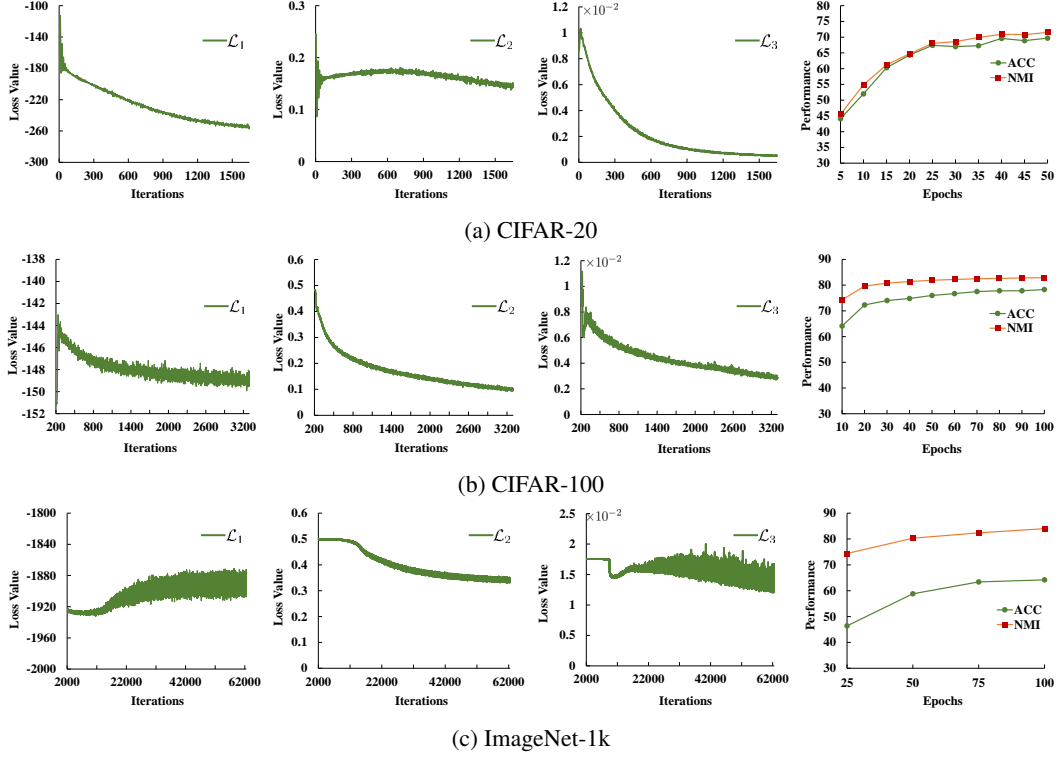 -100
-140
-180
-220
-260
-300
0 300 600 900 1200 1500
Loss Value
Iterations
ℒ₁
0.3
0.2
0.1
0
0 300 600 900 1200 1500
Loss Value
Iterations
ℒ₂
×10⁻²
1.2
1
0.8
0.6
0.4
0.2
0
0 300 600 900 1200 1500
Loss Value
Iterations
ℒ₃
85
80
75
70
65
60
55
50
45
40
35
30
5 10 15 20 25 30 35 40 45 50
Performance
Epochs
ACC
NMI
(a) CIFAR-20
-138
-140
-142
-144
-146
-148
-150
-152
200 800 1400 2000 2600 3200
Loss Value
Iterations
ℒ₁
0.6
0.5
0.4
0.3
0.2
0.1
0
200 800 1400 2000 2600 3200
Loss Value
Iterations
ℒ₂
×10⁻²
1.2
1
0.8
0.6
0.4
0.2
0
200 800 1400 2000 2600 3200
Loss Value
Iterations
ℒ₃
90
80
70
60
50
40
30
10 20 30 40 50 60 70 80 90 100
Performance
Epochs
ACC
NMI
(b) CIFAR-100
-1800
-1840
-1880
-1920
-1960
-2000
2000 22000 42000 62000
Loss Value
Iterations
ℒ₁
0.6
0.5
0.4
0.3
0.2
0.1
0
2000 22000 42000 62000
Loss Value
Iterations
ℒ₂
×10⁻²
2.5
2
1.5
1
0.5
0
2000 22000 42000 62000
Loss Value
Iterations
ℒ₃
90
80
70
60
50
40
30
25 50 75 100
Performance
Epochs
ACC
NMI
(c) ImageNet-1k